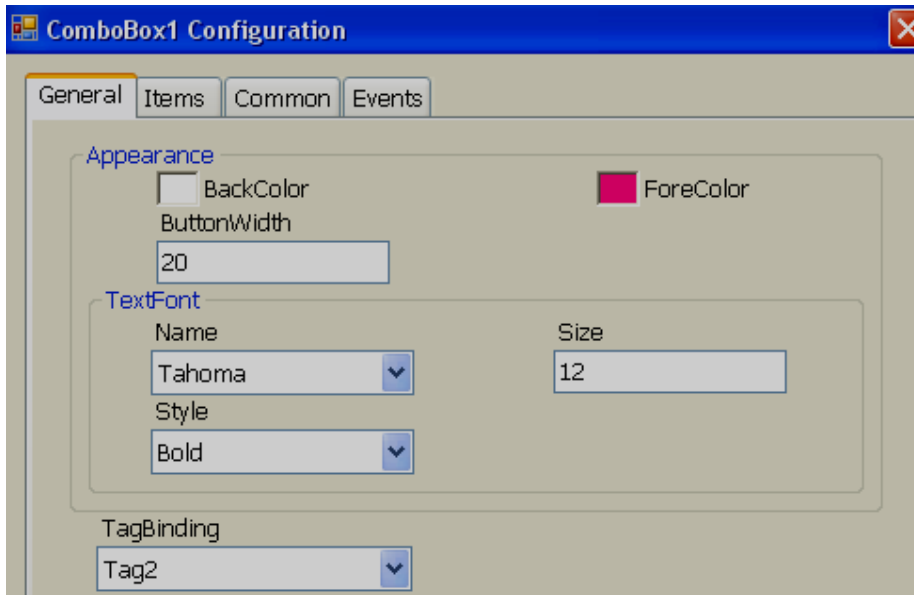 ComboBox1 Configuration
General Items Common Events
Appearance
BackColor ForeColor
ButtonWidth
20
TextFont
Name Size
Tahoma 12
Style
Bold
TagBinding
Tag2